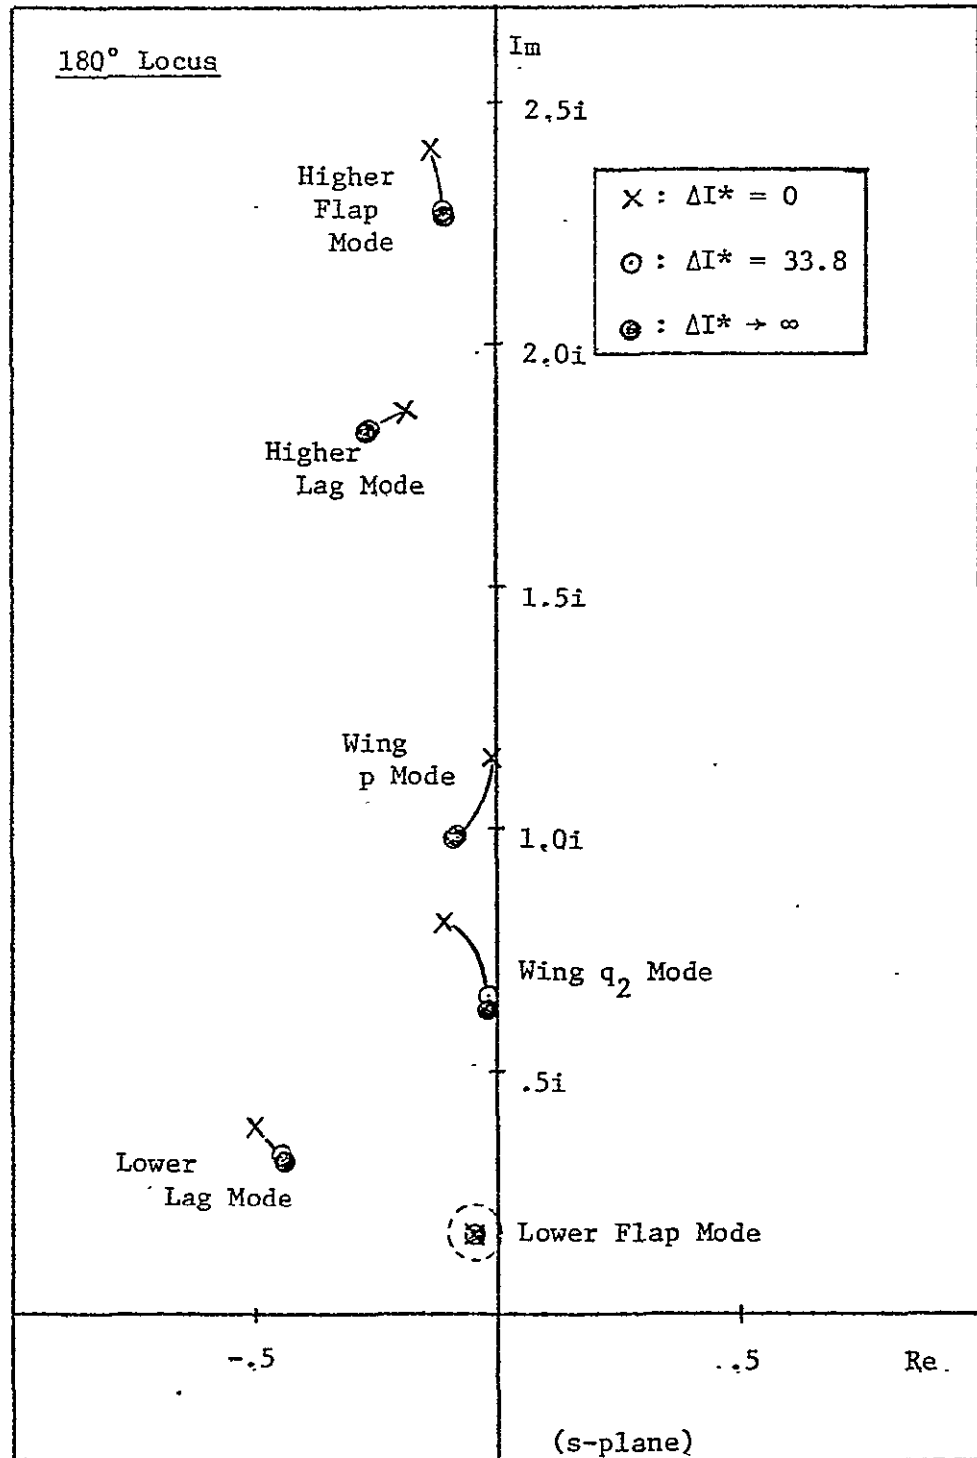 180° Locus
Im
2.5i
Higher
Flap
Mode
X : ΔI* = 0
⊙ : ΔI* = 33.8
● : ΔI* → ∞
2.0i
Higher
Lag Mode
1.5i
Wing
p Mode
1.0i
Wing q₂ Mode
.5i
Lower
Lag Mode
Lower Flap Mode
-.5
.5
Re
(s-plane)